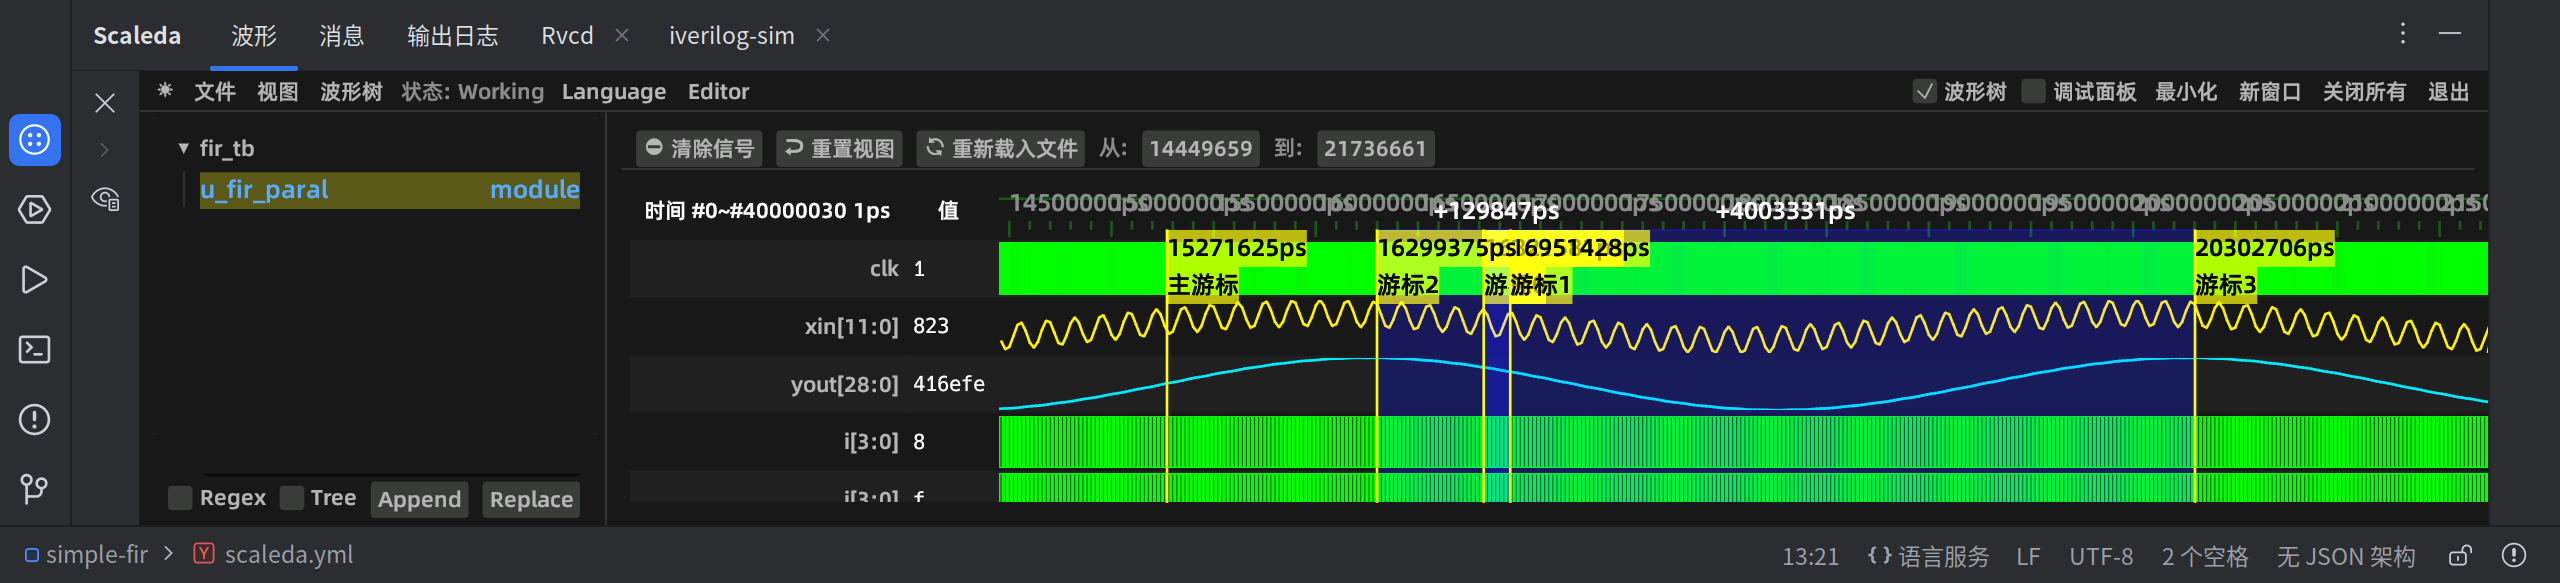 Scaleda 波形 消息 输出日志 Rvcd iverilog-sim
文件 视图 波形树 状态: Working Language Editor 波形树 调试面板 最小化 新窗口 关闭所有 退出
fir_tb
u_fir_paral module
Regex Tree Append Replace
清除信号 重置视图 重新载入文件 从: 14449659 到: 21736661
时间 #0~#40000030 1ps 值
+129847ps +4003331ps
15271625ps 16299375ps 16951428ps 20302706ps
主游标 游标2 游标1 游标3
clk 1
xin[11:0] 823
yout[28:0] 416efe
i[3:0] 8
simple-fir scaleda.yml 13:21 语言服务 LF UTF-8 2 个空格 无 JSON 架构